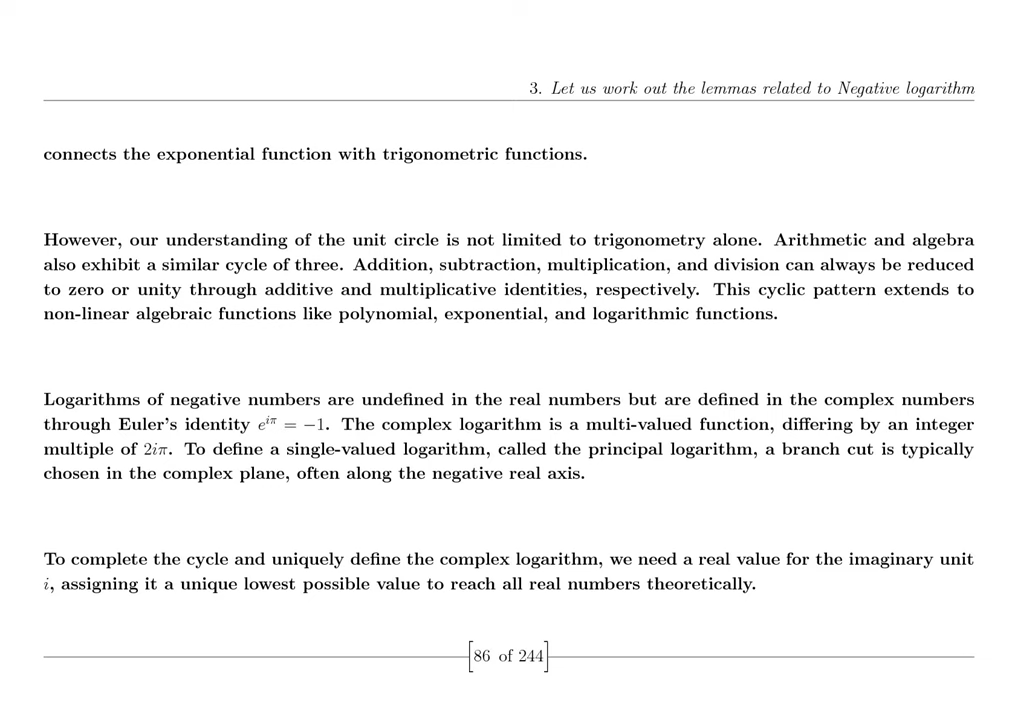 3. Let us work out the lemmas related to Negative logarithm
connects the exponential function with trigonometric functions.
However, our understanding of the unit circle is not limited to trigonometry alone. Arithmetic and algebra
also exhibit a similar cycle of three. Addition, subtraction, multiplication, and division can always be reduced
to zero or unity through additive and multiplicative identities, respectively. This cyclic pattern extends to
non-linear algebraic functions like polynomial, exponential, and logarithmic functions.
Logarithms of negative numbers are undefined in the real numbers but are defined in the complex numbers
through Euler's identity e^{iπ} = −1. The complex logarithm is a multi-valued function, differing by an integer
multiple of 2iπ. To define a single-valued logarithm, called the principal logarithm, a branch cut is typically
chosen in the complex plane, often along the negative real axis.
To complete the cycle and uniquely define the complex logarithm, we need a real value for the imaginary unit
i, assigning it a unique lowest possible value to reach all real numbers theoretically.
[86 of 244]